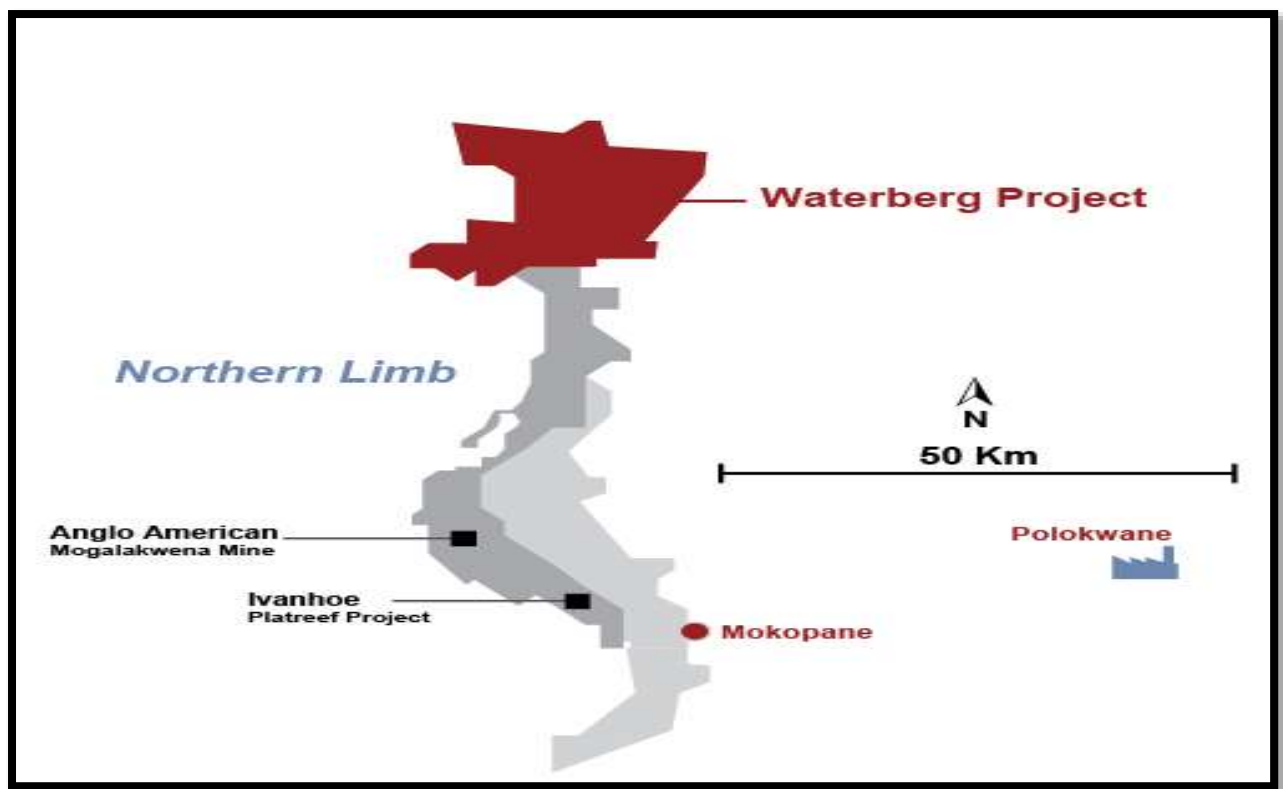 Waterberg Project
Northern Limb
N
50 Km
Anglo American
Mogalakwena Mine
Polokwane
Ivanhoe
Platreef Project
Mokopane